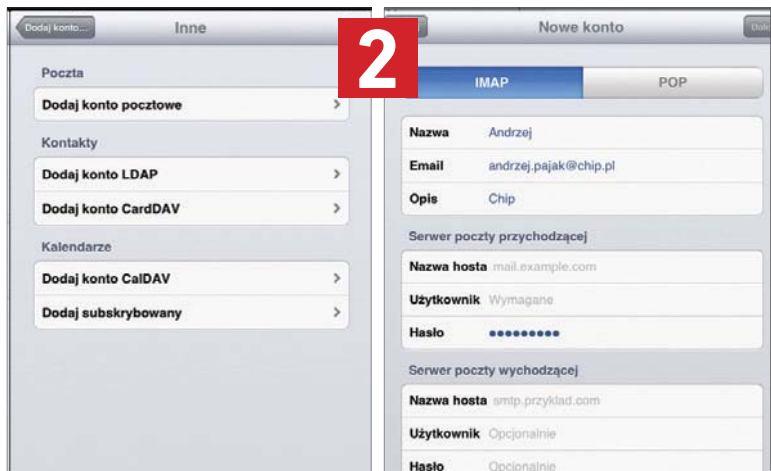 Dodaj konto...
Inne
Poczta
Dodaj konto pocztowe
Kontakty
Dodaj konto LDAP
Dodaj konto CardDAV
Kalendarze
Dodaj konto CalDAV
Dodaj subskrybowany
2
Nowe konto
IMAP POP
Nazwa Andrzej
Email andrzej.pajak@chip.pl
Opis Chip
Serwer poczty przychodzącej
Nazwa hosta mail.example.com
Użytkownik Wymagane
Hasło •••••••••
Serwer poczty wychodzącej
Nazwa hosta smtp.przyklad.com
Użytkownik Opcjonalnie
Hasło Opcjonalnie